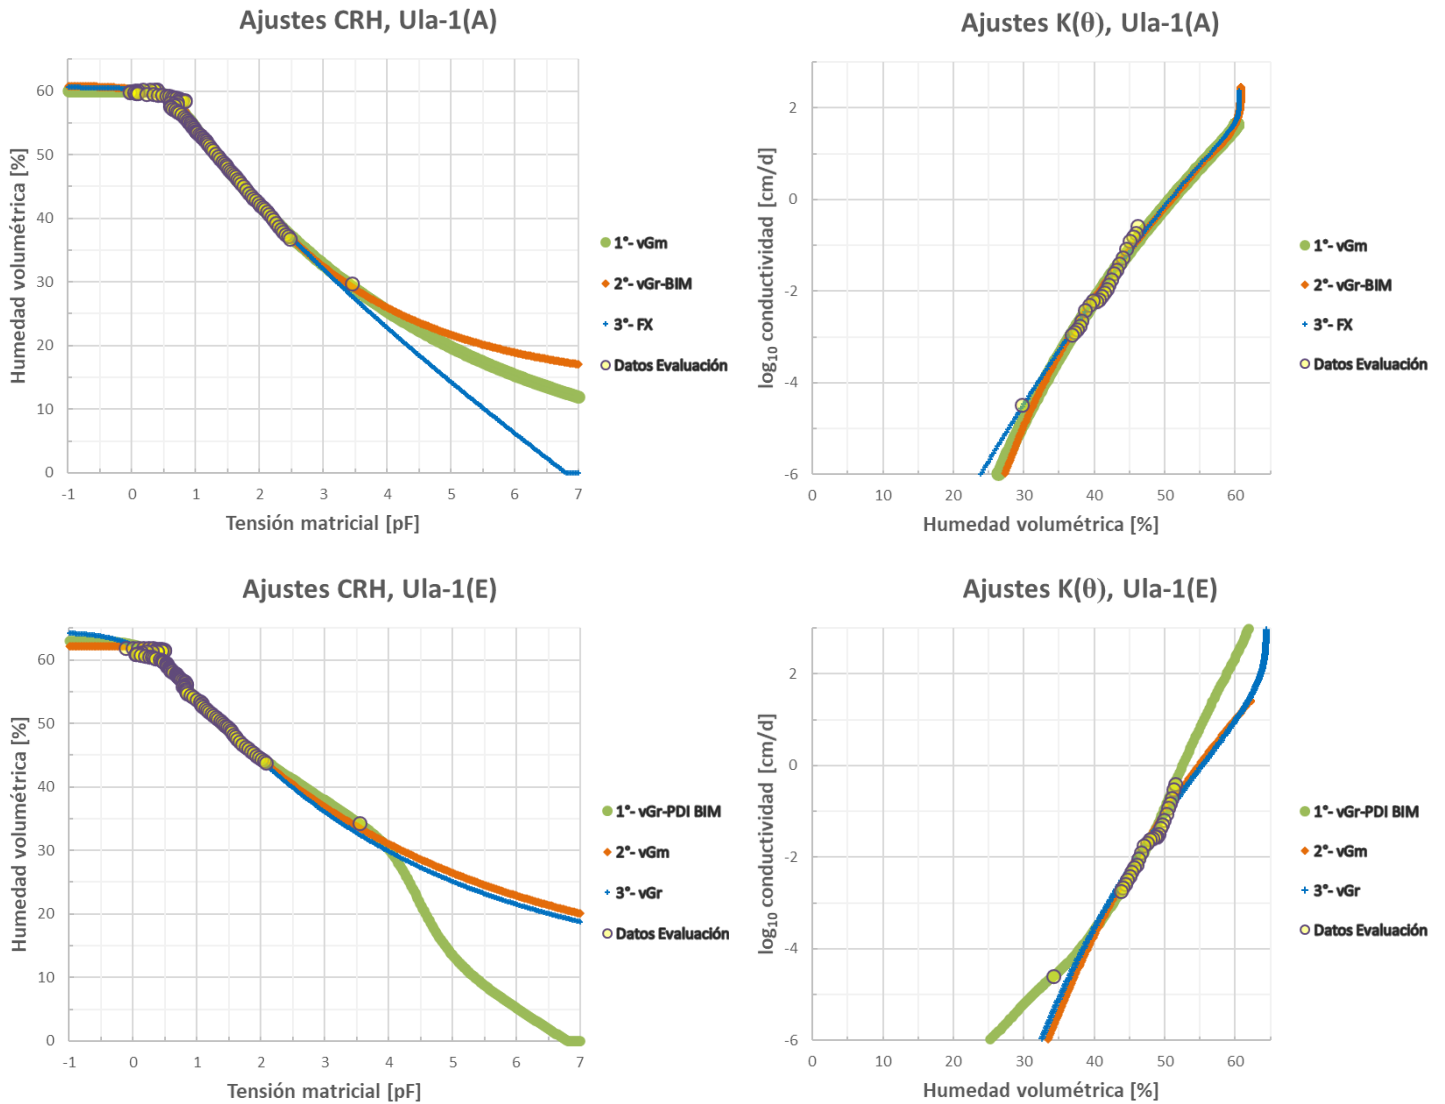 Ajustes CRH, Ula-1(A)
Humedad volumétrica [%]
60
50
40
30
20
10
0
-1 0 1 2 3 4 5 6 7
Tensión matricial [pF]
1°- vGm
2°- vGr-BIM
3°- FX
Datos Evaluación
Ajustes K(θ), Ula-1(A)
log10 conductividad [cm/d]
2
0
-2
-4
-6
0 10 20 30 40 50 60
Humedad volumétrica [%]
1°- vGm
2°- vGr-BIM
3°- FX
Datos Evaluación
Ajustes CRH, Ula-1(E)
Humedad volumétrica [%]
60
50
40
30
20
10
0
-1 0 1 2 3 4 5 6 7
Tensión matricial [pF]
1°- vGr-PDI BIM
2°- vGm
3°- vGr
Datos Evaluación
Ajustes K(θ), Ula-1(E)
log10 conductividad [cm/d]
2
0
-2
-4
-6
0 10 20 30 40 50 60
Humedad volumétrica [%]
1°- vGr-PDI BIM
2°- vGm
3°- vGr
Datos Evaluación